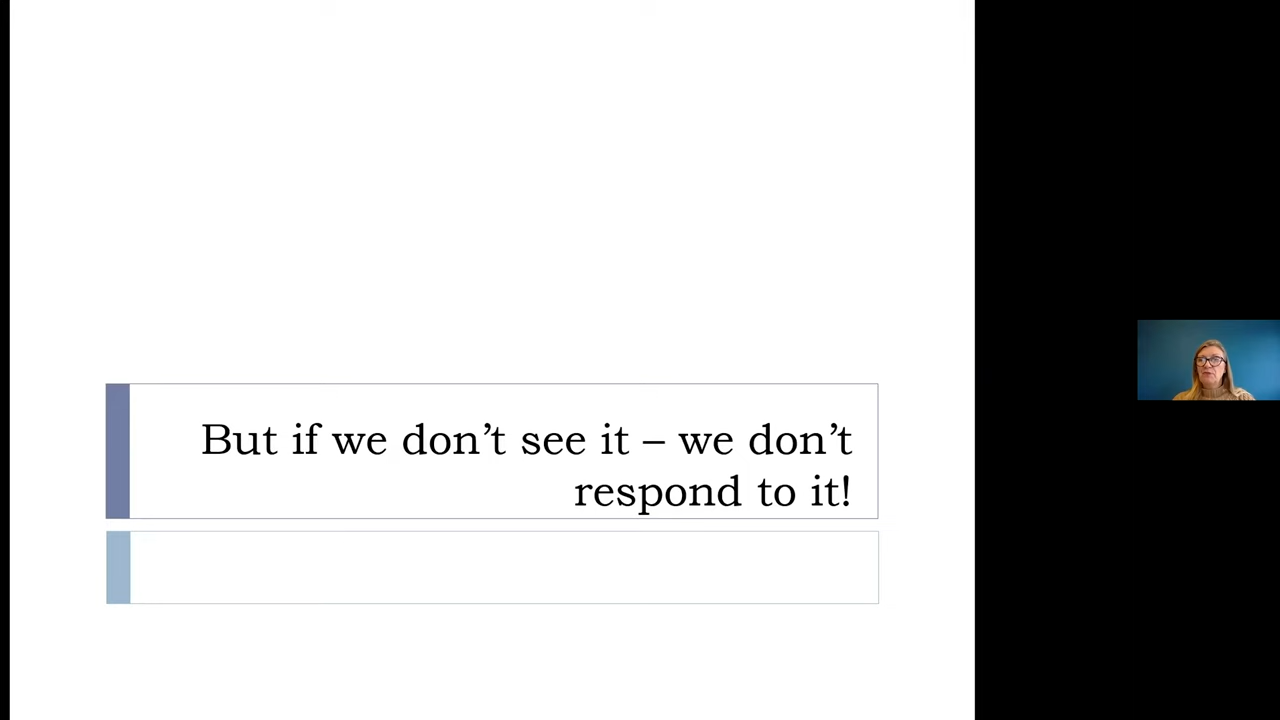 But if we don’t see it – we don’t
respond to it!